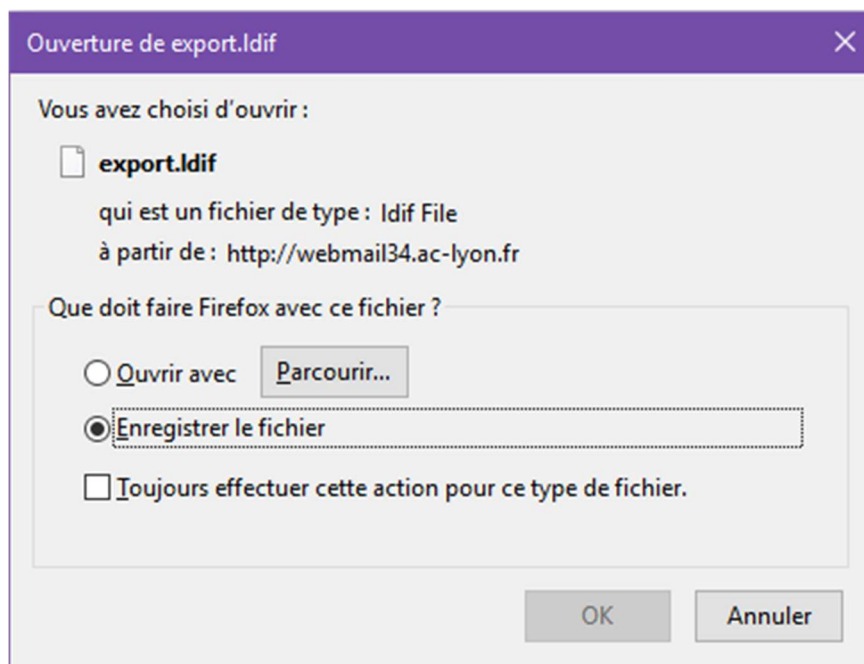 Ouverture de export.ldif
Vous avez choisi d'ouvrir :
export.ldif
qui est un fichier de type : ldif File
à partir de : http://webmail34.ac-lyon.fr
Que doit faire Firefox avec ce fichier ?
Ouvrir avec Parcourir...
Enregistrer le fichier
Toujours effectuer cette action pour ce type de fichier.
OK Annuler